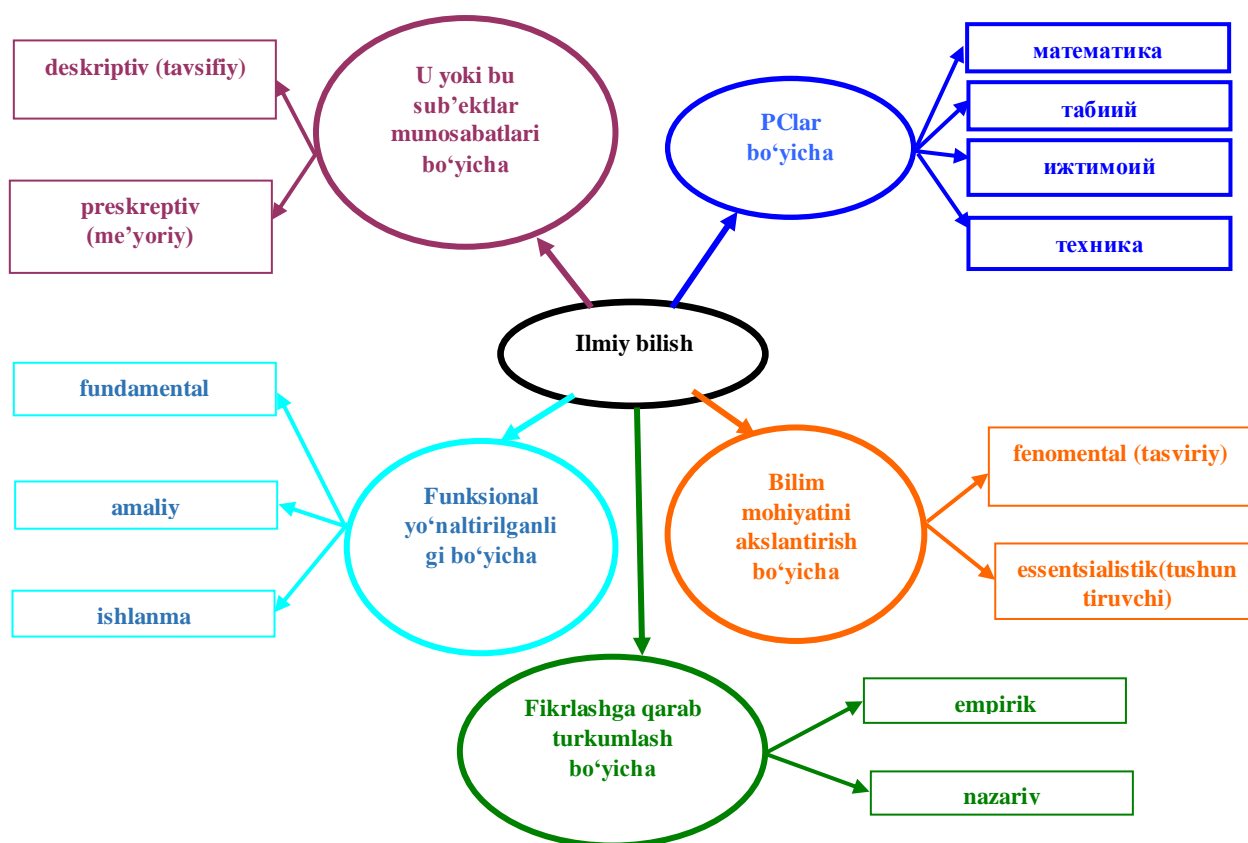 deskriptiv (tavsifiy)
preskreptiv
(me’yoriy)
U yoki bu
sub’ektlar
munosabatlari
bo‘yicha
PClar
bo‘yicha
математика
табиий
ижтимоий
техника
Ilmiy bilish
fundamental
amaliy
ishlanma
Funksional
yo‘naltirilganli
gi bo‘yicha
Bilim
mohiyatini
akslantirish
bo‘yicha
fenomental (tasviriy)
essentsialistik(tushun
tiruvchi)
Fikrlashga qarab
turkumlash
bo‘yicha
empirik
nazariy